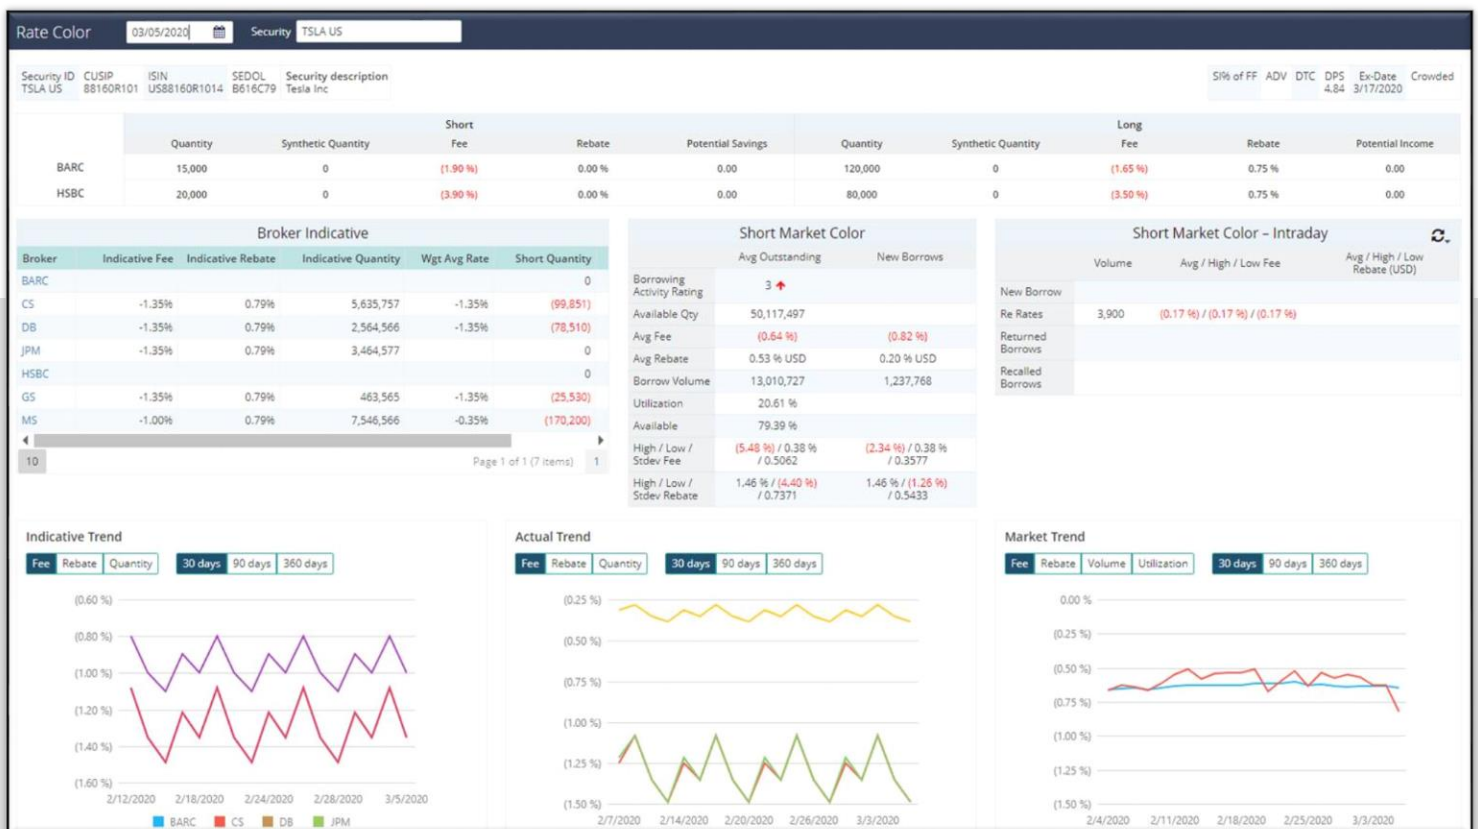 Rate Color 03/05/2020 Security TSLA US
Security ID CUSIP ISIN SEDOL Security description SI% of FF ADV DTC DPS Ex-Date Crowded
TSLA US 88160R101 US88160R1014 B616C79 Tesla Inc 4.84 3/17/2020
Short Long
Quantity Synthetic Quantity Fee Rebate Potential Savings Quantity Synthetic Quantity Fee Rebate Potential Income
BARC 15,000 0 (1.90 %) 0.00 % 0.00 120,000 0 (1.65 %) 0.75 % 0.00
HSBC 20,000 0 (3.90 %) 0.00 % 0.00 80,000 0 (3.50 %) 0.75 % 0.00
Broker Indicative
Broker Indicative Fee Indicative Rebate Indicative Quantity Wgt Avg Rate Short Quantity
BARC 0
CS -1.35% 0.79% 5,635,757 -1.35% (99,851)
DB -1.35% 0.79% 2,564,566 -1.35% (78,510)
JPM -1.35% 0.79% 3,464,577 0
HSBC 0
GS -1.35% 0.79% 463,565 -1.35% (25,530)
MS -1.00% 0.79% 7,546,566 -0.35% (170,200)
10 Page 1 of 1 (7 items) 1
Short Market Color
Avg Outstanding New Borrows
Borrowing
Activity Rating 3
Available Qty 50,117,497
Avg Fee (0.64 %) (0.82 %)
Avg Rebate 0.53 % USD 0.20 % USD
Borrow Volume 13,010,727 1,237,768
Utilization 20.61 %
Available 79.39 %
High / Low / (5.48 %) / 0.38 % (2.34 %) / 0.38 %
Stdev Fee / 0.5062 / 0.3577
High / Low / 1.46 % / (4.40 %) 1.46 % / (1.26 %)
Stdev Rebate / 0.7371 / 0.5433
Short Market Color – Intraday
Volume Avg / High / Low Fee Avg / High / Low
Rebate (USD)
New Borrow
Re Rates 3,900 (0.17 %) / (0.17 %) / (0.17 %)
Returned
Borrows
Recalled
Borrows
Indicative Trend
Fee Rebate Quantity 30 days 90 days 360 days
(0.60 %)
(0.80 %)
(1.00 %)
(1.20 %)
(1.40 %)
(1.60 %)
2/12/2020 2/18/2020 2/24/2020 2/28/2020 3/5/2020
BARC CS DB JPM
Actual Trend
Fee Rebate Quantity 30 days 90 days 360 days
(0.25 %)
(0.50 %)
(0.75 %)
(1.00 %)
(1.25 %)
(1.50 %)
2/7/2020 2/14/2020 2/20/2020 2/26/2020 3/3/2020
Market Trend
Fee Rebate Volume Utilization 30 days 90 days 360 days
0.00 %
(0.25 %)
(0.50 %)
(0.75 %)
(1.00 %)
(1.25 %)
(1.50 %)
2/4/2020 2/11/2020 2/18/2020 2/25/2020 3/3/2020